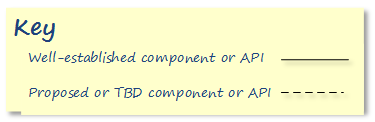 Key
Well-established component or API
Proposed or TBD component or API